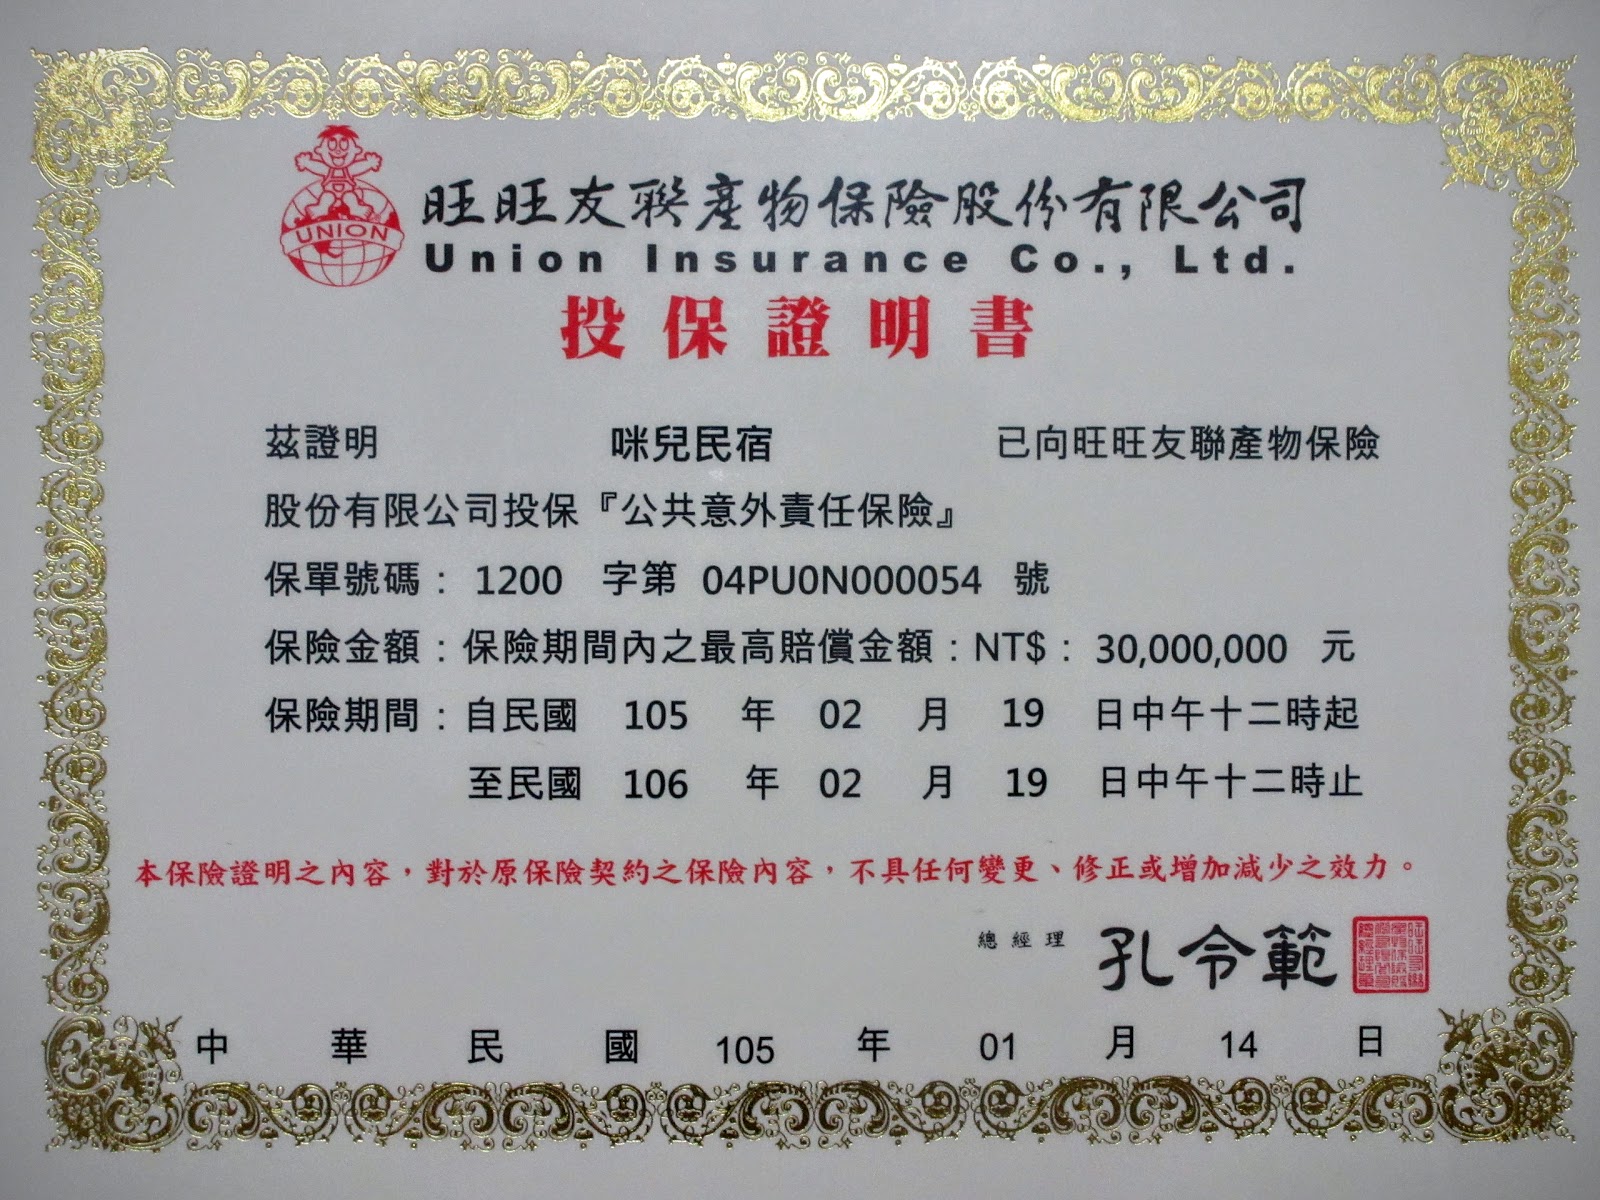 UNION
旺旺友聯產物保險股份有限公司
Union Insurance Co., Ltd.
投保證明書
茲證明 咪兒民宿 已向旺旺友聯產物保險
股份有限公司投保『公共意外責任保險』
保單號碼： 1200 字第 04PU0N000054 號
保險金額：保險期間內之最高賠償金額：NT$： 30,000,000 元
保險期間：自民國 105 年 02 月 19 日中午十二時起
至民國 106 年 02 月 19 日中午十二時止
本保險證明之內容，對於原保險契約之保險內容，不具任何變更、修正或增加減少之效力。
總經理 孔令範
中華民國 105 年 01 月 14 日